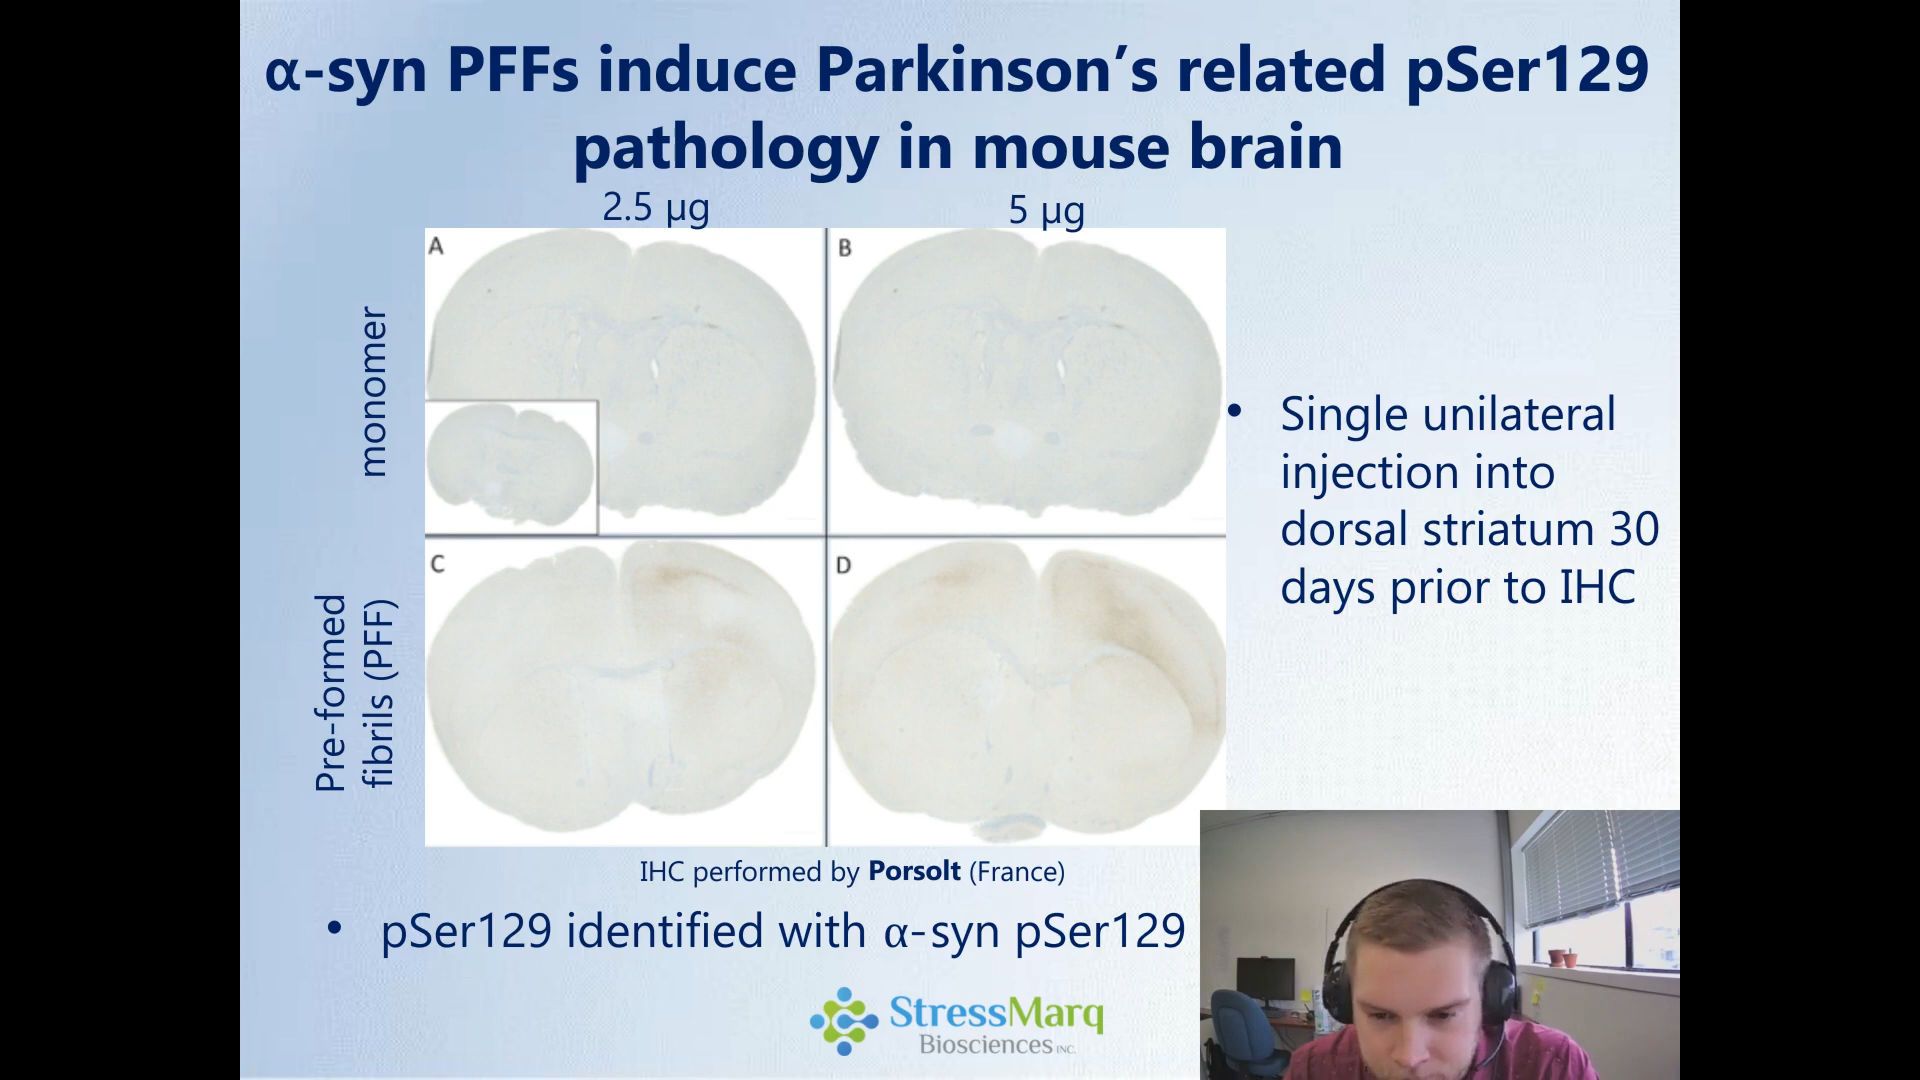 α-syn PFFs induce Parkinson’s related pSer129
pathology in mouse brain
2.5 µg
5 µg
A
B
monomer
• Single unilateral
injection into
dorsal striatum 30
days prior to IHC
C
D
Pre-formed
fibrils (PFF)
IHC performed by Porsolt (France)
• pSer129 identified with α-syn pSer129
StressMarq
Biosciences INC.